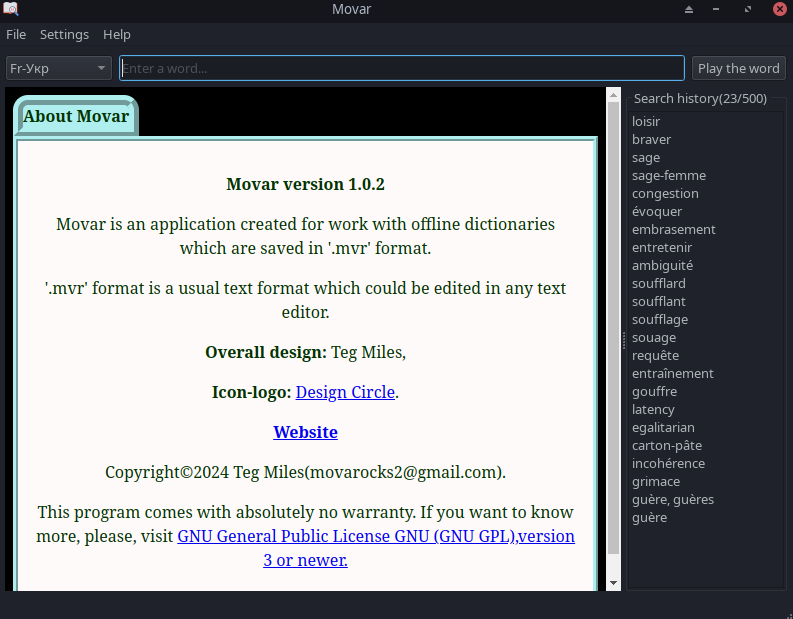 Movar
File Settings Help
Fr-Укр
Enter a word...
Play the word
About Movar
Movar version 1.0.2
Movar is an application created for work with offline dictionaries
which are saved in '.mvr' format.
'.mvr' format is a usual text format which could be edited in any text
editor.
Overall design: Teg Miles,
Icon-logo: Design Circle.
Website
Copyright©2024 Teg Miles(movarocks2@gmail.com).
This program comes with absolutely no warranty. If you want to know
more, please, visit GNU General Public License GNU (GNU GPL),version
3 or newer.
Search history(23/500)
loisir
braver
sage
sage-femme
congestion
évoquer
embrasement
entretenir
ambiguité
soufflard
soufflant
soufflage
souage
requête
entraînement
gouffre
latency
egalitarian
carton-pâte
incohérence
grimace
guère, guères
guère